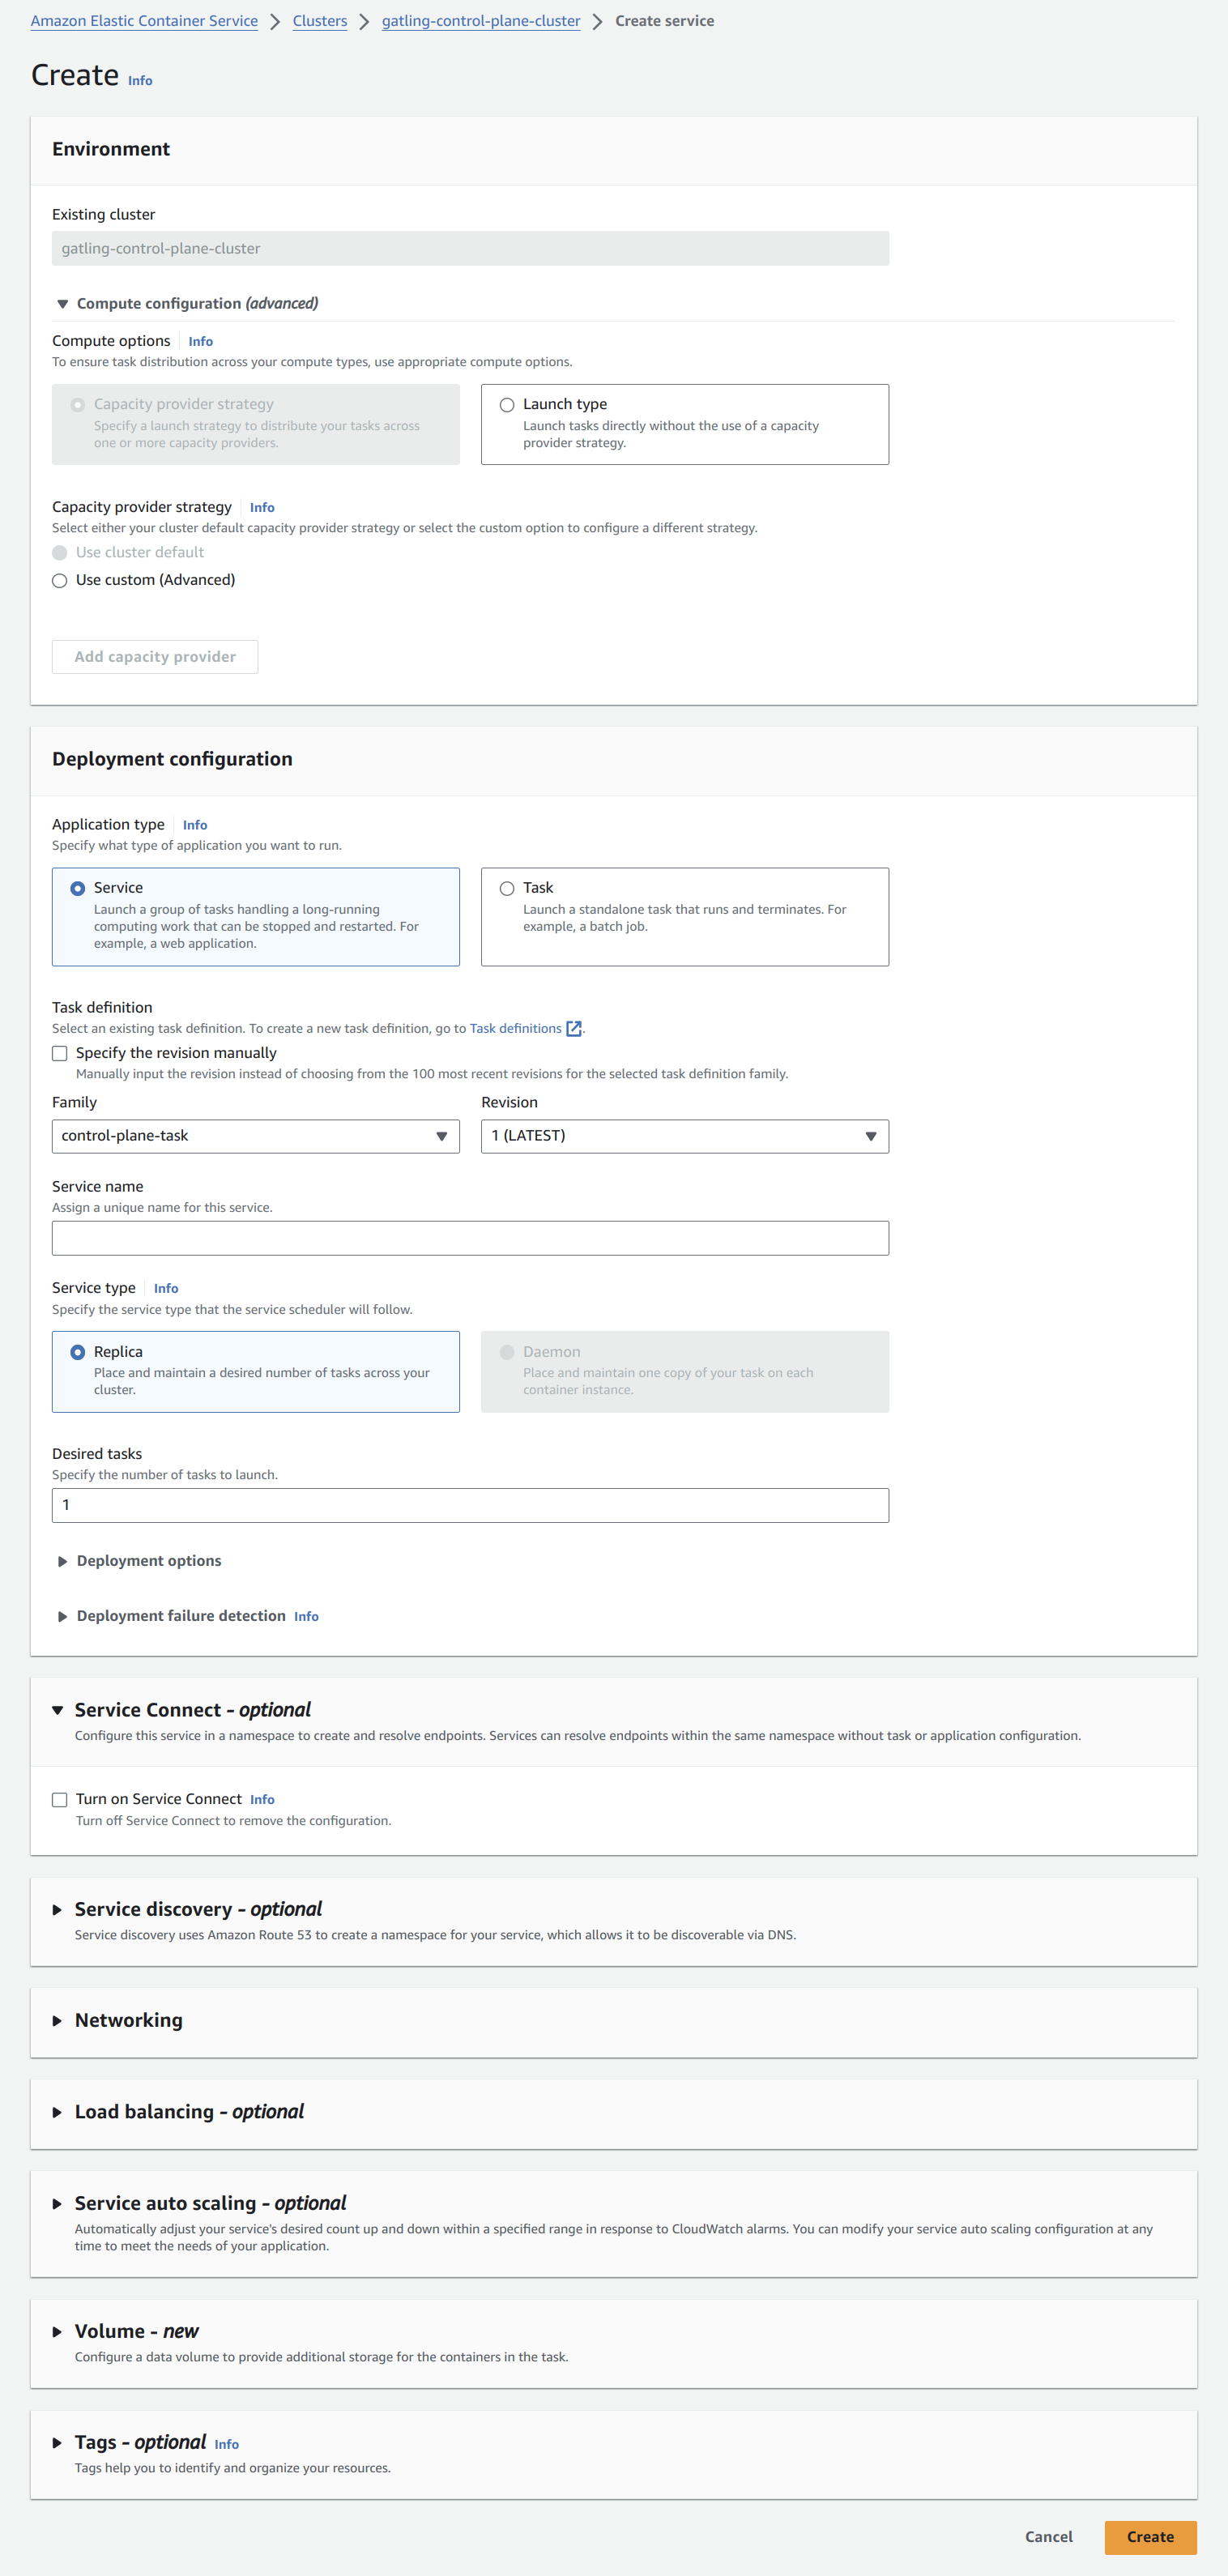 Amazon Elastic Container Service > Clusters > gatling-control-plane-cluster > Create service
Create Info
Environment
Existing cluster
gatling-control-plane-cluster
Compute configuration (advanced)
Compute options Info
To ensure task distribution across your compute types, use appropriate compute options.
Capacity provider strategy
Specify a launch strategy to distribute your tasks across
one or more capacity providers.
Launch type
Launch tasks directly without the use of a capacity
provider strategy.
Capacity provider strategy Info
Select either your cluster default capacity provider strategy or select the custom option to configure a different strategy.
Use cluster default
Use custom (Advanced)
Add capacity provider
Deployment configuration
Application type Info
Specify what type of application you want to run.
Service
Launch a group of tasks handling a long-running
computing work that can be stopped and restarted. For
example, a web application.
Task
Launch a standalone task that runs and terminates. For
example, a batch job.
Task definition
Select an existing task definition. To create a new task definition, go to Task definitions.
Specify the revision manually
Manually input the revision instead of choosing from the 100 most recent revisions for the selected task definition family.
Family
control-plane-task
Revision
1 (LATEST)
Service name
Assign a unique name for this service.
Service type Info
Specify the service type that the service scheduler will follow.
Replica
Place and maintain a desired number of tasks across your
cluster.
Daemon
Place and maintain one copy of your task on each
container instance.
Desired tasks
Specify the number of tasks to launch.
1
Deployment options
Deployment failure detection Info
Service Connect - optional
Configure this service in a namespace to create and resolve endpoints. Services can resolve endpoints within the same namespace without task or application configuration.
Turn on Service Connect Info
Turn off Service Connect to remove the configuration.
Service discovery - optional
Service discovery uses Amazon Route 53 to create a namespace for your service, which allows it to be discoverable via DNS.
Networking
Load balancing - optional
Service auto scaling - optional
Automatically adjust your service's desired count up and down within a specified range in response to CloudWatch alarms. You can modify your service auto scaling configuration at any
time to meet the needs of your application.
Volume - new
Configure a data volume to provide additional storage for the containers in the task.
Tags - optional Info
Tags help you to identify and organize your resources.
Cancel
Create